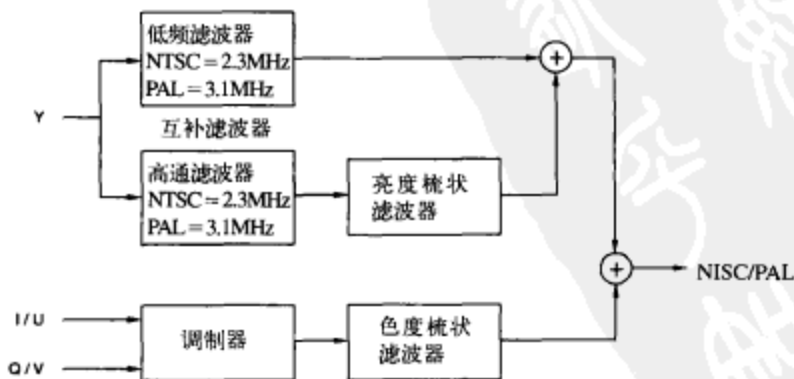 低频滤波器
NTSC = 2.3MHz
PAL = 3.1MHz
Y
互补滤波器
高通滤波器
NTSC = 2.3MHz
PAL = 3.1MHz
亮度梳状
滤波器
NISC/PAL
I/U
Q/V
调制器
色度梳状
滤波器